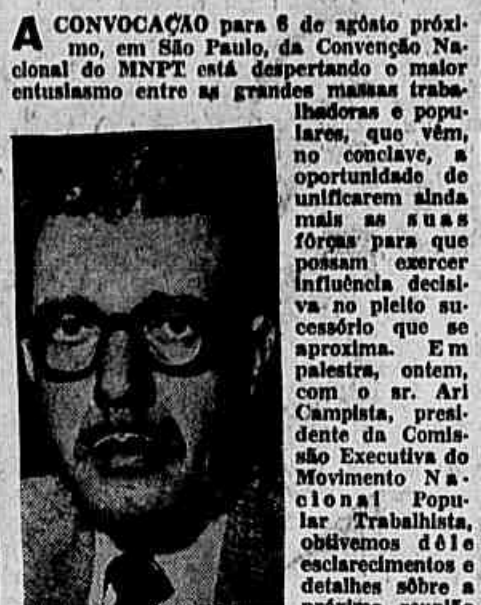 A CONVOCAÇÃO para 6 de agôsto próxi-
mo, em São Paulo, da Convenção Na-
cional do MNPT está despertando o maior
entusiasmo entre as grandes massas traba-
lhadoras e popu-
lares, que vêm,
no conclave, a
oportunidade de
unificarem ainda
mais as suas
fôrças para que
possam exercer
influência decisi-
va no pleito su-
cessório que se
aproxima. Em
palestra, ontem,
com o sr. Ari
Campista, presi-
dente da Comis-
são Executiva do
Movimento Na-
cional Popu-
lar Trabalhista,
obtivemos dêle
esclarecimentos e
detalhes sôbre a